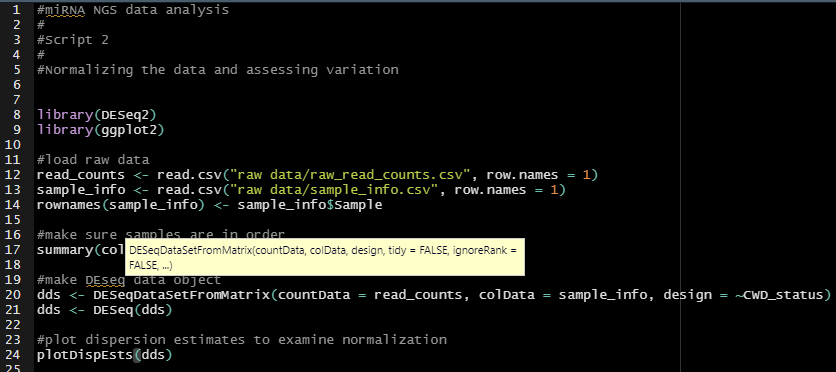 1 #miRNA NGS data analysis
2 #
3 #Script 2
4 #
5 #Normalizing the data and assessing variation
6
7
8 library(DESeq2)
9 library(ggplot2)
10
11 #load raw data
12 read_counts <- read.csv("raw data/raw_read_counts.csv", row.names = 1)
13 sample_info <- read.csv("raw data/sample_info.csv", row.names = 1)
14 rownames(sample_info) <- sample_info$Sample
15
16 #make sure samples are in order
17 summary(col
DESeqDataSetFromMatrix(countData, colData, design, tidy = FALSE, ignoreRank =
FALSE, ...)
18
19 #make DEseq data object
20 dds <- DESeqDataSetFromMatrix(countData = read_counts, colData = sample_info, design = ~CWD_status)
21 dds <- DESeq(dds)
22
23 #plot dispersion estimates to examine normalization
24 plotDispEsts(dds)
25